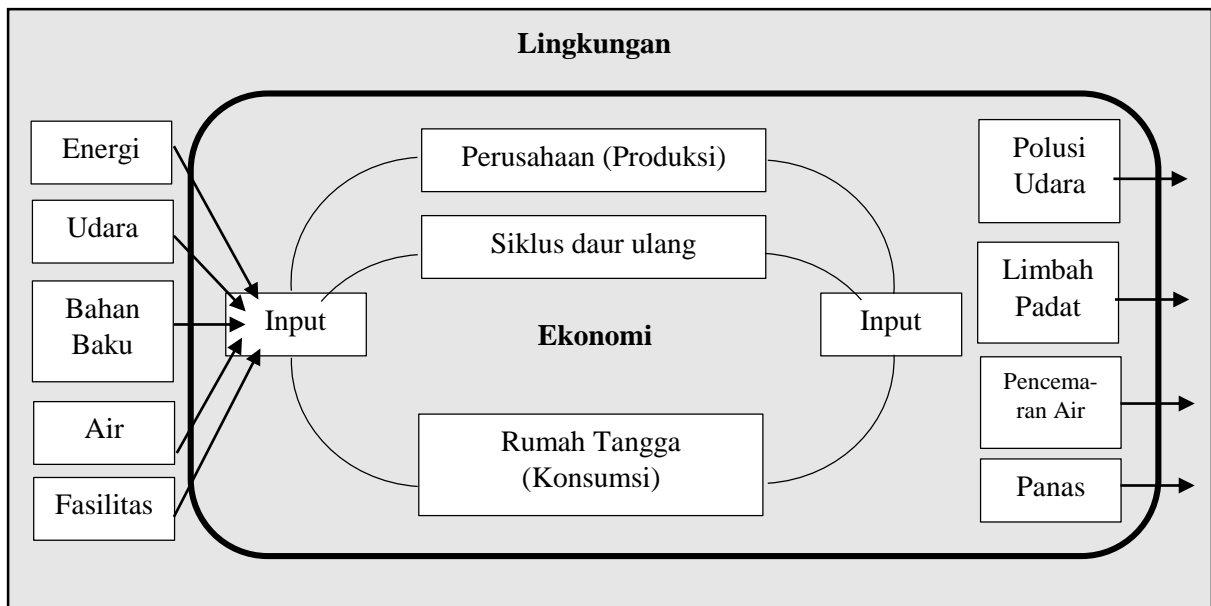 Lingkungan
Energi
Udara
Bahan
Baku
Air
Fasilitas
Input
Perusahaan (Produksi)
Siklus daur ulang
Ekonomi
Rumah Tangga
(Konsumsi)
Input
Polusi
Udara
Limbah
Padat
Pencema-
ran Air
Panas